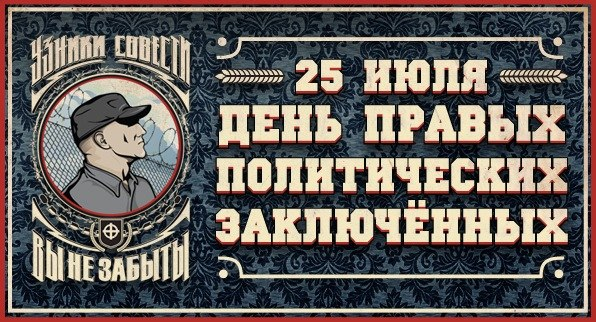 УЗНИКИ СОВЕСТИ
ВЫ НЕ ЗАБЫТЫ
25 ИЮЛЯ
ДЕНЬ ПРАВЫХ
ПОЛИТИЧЕСКИХ
ЗАКЛЮЧЁННЫХ